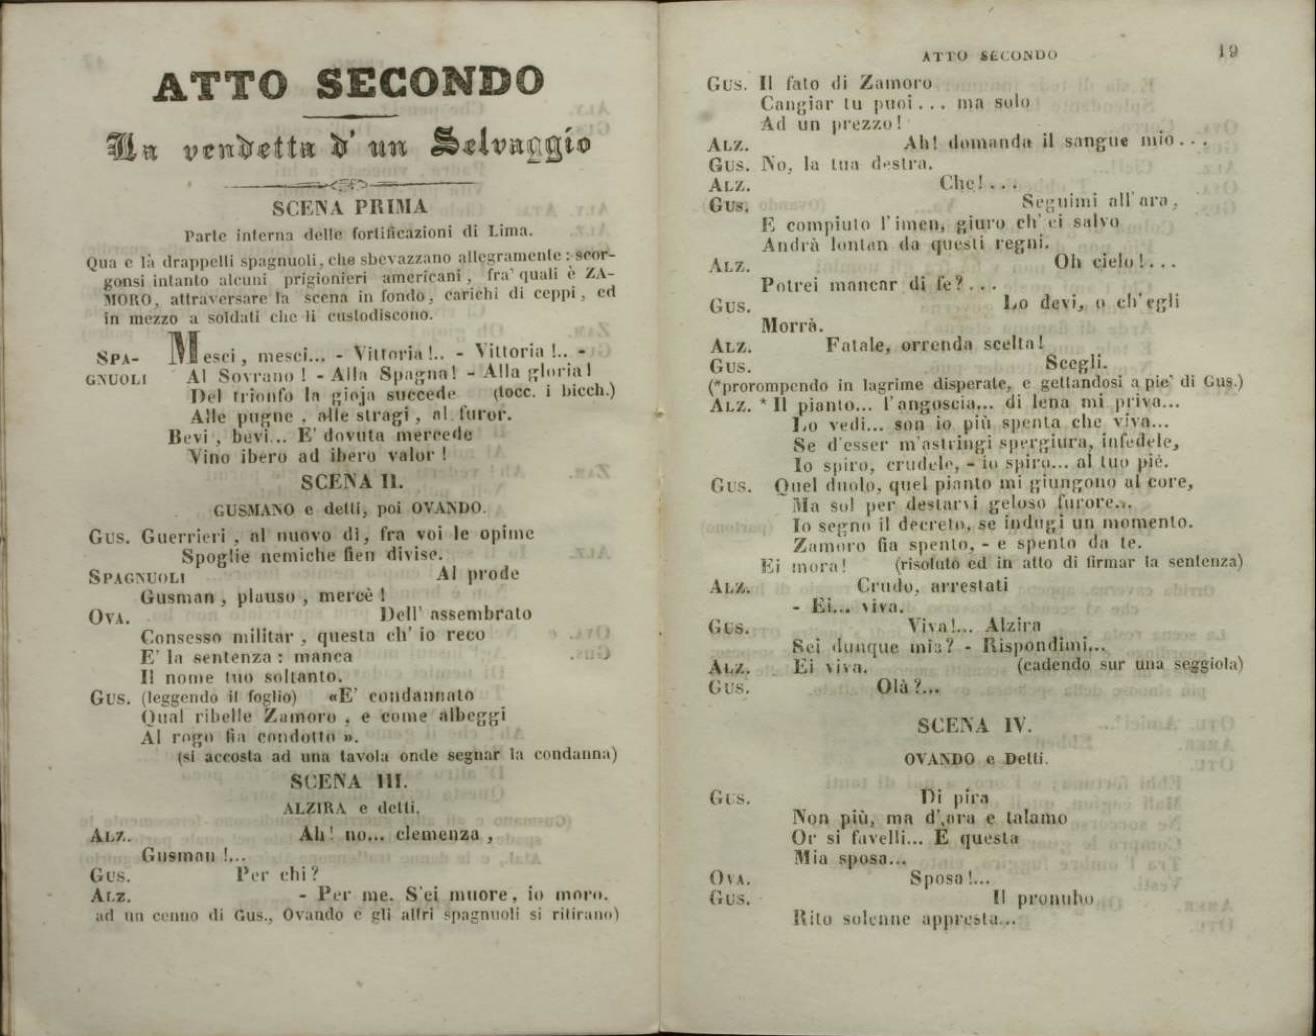 ATTO SECONDO
La vendetta d'un Selvaggio
SCENA PRIMA
Parte interna delle fortificazioni di Lima.
Qua e là drappelli spagnuoli, che sbevazzano allegramente: scor-
gonsi intanto alcuni prigionieri americani, fra' quali è ZA-
MORO, attraversare la scena in fondo, carichi di ceppi, ed
in mezzo a soldati che li custodiscono.
SPA- Mesci, mesci... - Vittoria!.. - Vittoria!.. -
GNUOLI Al Sovrano! - Alla Spagna! - Alla gloria!
Del trionfo la gioja succede (tocc. i bicch.)
Alle pugne, alle stragi, al furor.
Bevi, bevi... E' dovuta mercede
Vino ibero ad ibero valor!
SCENA II.
GUSMANO e detti, poi OVANDO.
GUS. Guerrieri, al nuovo dì, fra voi le opime
Spoglie nemiche fien divise.
SPAGNUOLI Al prode
Gusman, plauso, mercè!
OVA. Dell' assembrato
Consesso militar, questa ch' io reco
E' la sentenza: manca
Il nome tuo soltanto.
GUS. (leggendo il foglio) «E' condannato
Qual ribelle Zamoro, e come albeggi
Al rogo fia condotto».
(si accosta ad una tavola onde segnar la condanna)
SCENA III.
ALZIRA e detti.
ALZ. Ah! no... clemenza,
Gusman!...
GUS. Per chi?
ALZ. - Per me. S'ei muore, io moro.
ad un cenno di Gus., Ovando e gli altri spagnuoli si ritirano)
ATTO SECONDO 19
GUS. Il fato di Zamoro
Cangiar tu puoi... ma solo
Ad un prezzo!
ALZ. Ah! domanda il sangue mio...
GUS. No, la tua destra.
ALZ. Che!...
GUS. Seguimi all' ara,
E compiuto l'imen, giuro ch' ei salvo
Andrà lontan da questi regni.
ALZ. Oh cielo!...
Potrei mancar di fe?...
GUS. Lo devi, o ch'egli
Morrà.
ALZ. Fatale, orrenda scelta!
GUS. Scegli.
(*prorompendo in lagrime disperate, e gettandosi a pie' di Gus.)
ALZ. * Il pianto... l'angoscia... di lena mi priva...
Lo vedi... son io più spenta che viva...
Se d'esser m'astringi spergiura, infedele,
Io spiro, crudele, - io spiro... al tuo piè.
GUS. Quel duolo, quel pianto mi giungono al core,
Ma sol per destarvi geloso furore...
Io segno il decreto, se indugi un momento.
Zamoro fia spento, - e spento da te.
Ei mora! (risoluto ed in atto di firmar la sentenza)
ALZ. Crudo, arrestati
- Ei... viva.
GUS. Viva!... Alzira
Sei dunque mia? - Rispondimi...
ALZ. Ei viva. (cadendo sur una seggiola)
GUS. Olà?...
SCENA IV.
OVANDO e Detti.
GUS. Di pira
Non più, ma d' ara e talamo
Or si favelli... E questa
Mia sposa...
OVA. Sposa!...
GUS. Il pronubo
Rito solenne appresta...